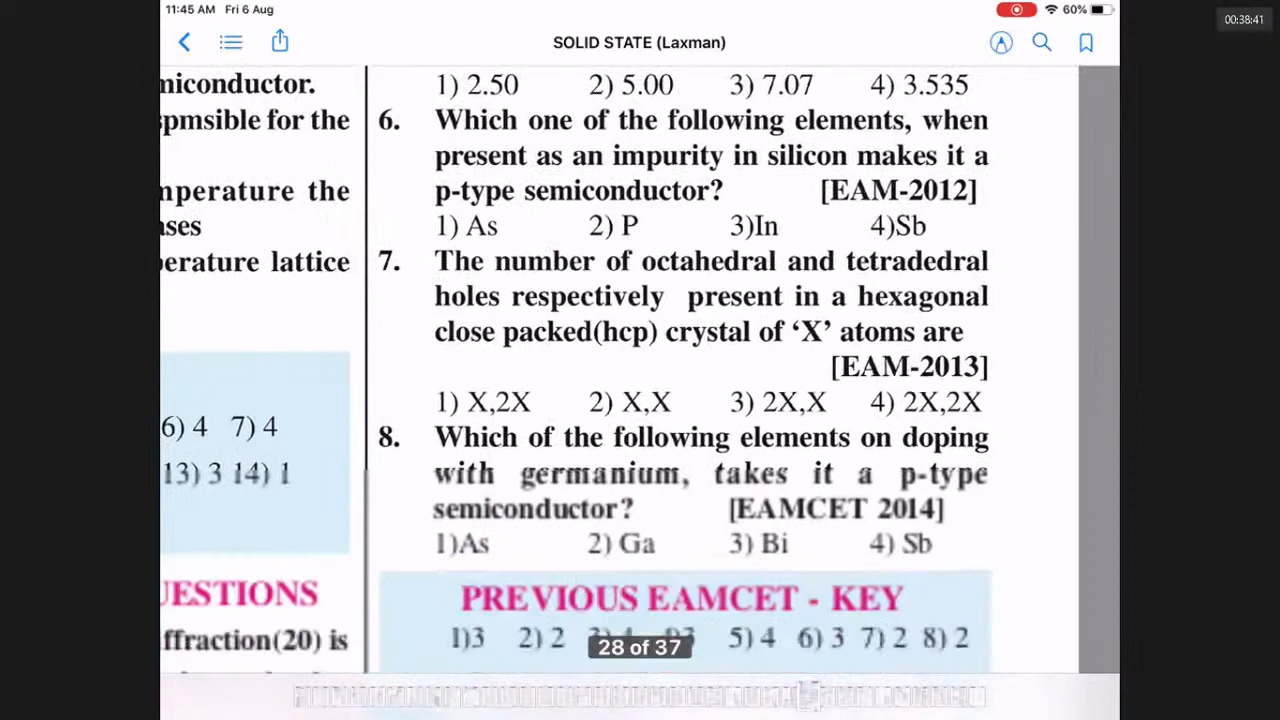 11:45 AM Fri 6 Aug
60%
00:38:41
SOLID STATE (Laxman)
miconductor.
spmsible for the
mperature the
ases
perature lattice
6) 4 7) 4
13) 3 14) 1
UESTIONS
ffraction(20) is
1) 2.50 2) 5.00 3) 7.07 4) 3.535
6. Which one of the following elements, when
present as an impurity in silicon makes it a
p-type semiconductor? [EAM-2012]
1) As 2) P 3)In 4)Sb
7. The number of octahedral and tetradedral
holes respectively present in a hexagonal
close packed(hcp) crystal of ‘X’ atoms are
[EAM-2013]
1) X,2X 2) X,X 3) 2X,X 4) 2X,2X
8. Which of the following elements on doping
with germanium, takes it a p-type
semiconductor? [EAMCET 2014]
1)As 2) Ga 3) Bi 4) Sb
PREVIOUS EAMCET - KEY
1)3 2) 2 5) 4 6) 3 7) 2 8) 2
28 of 37